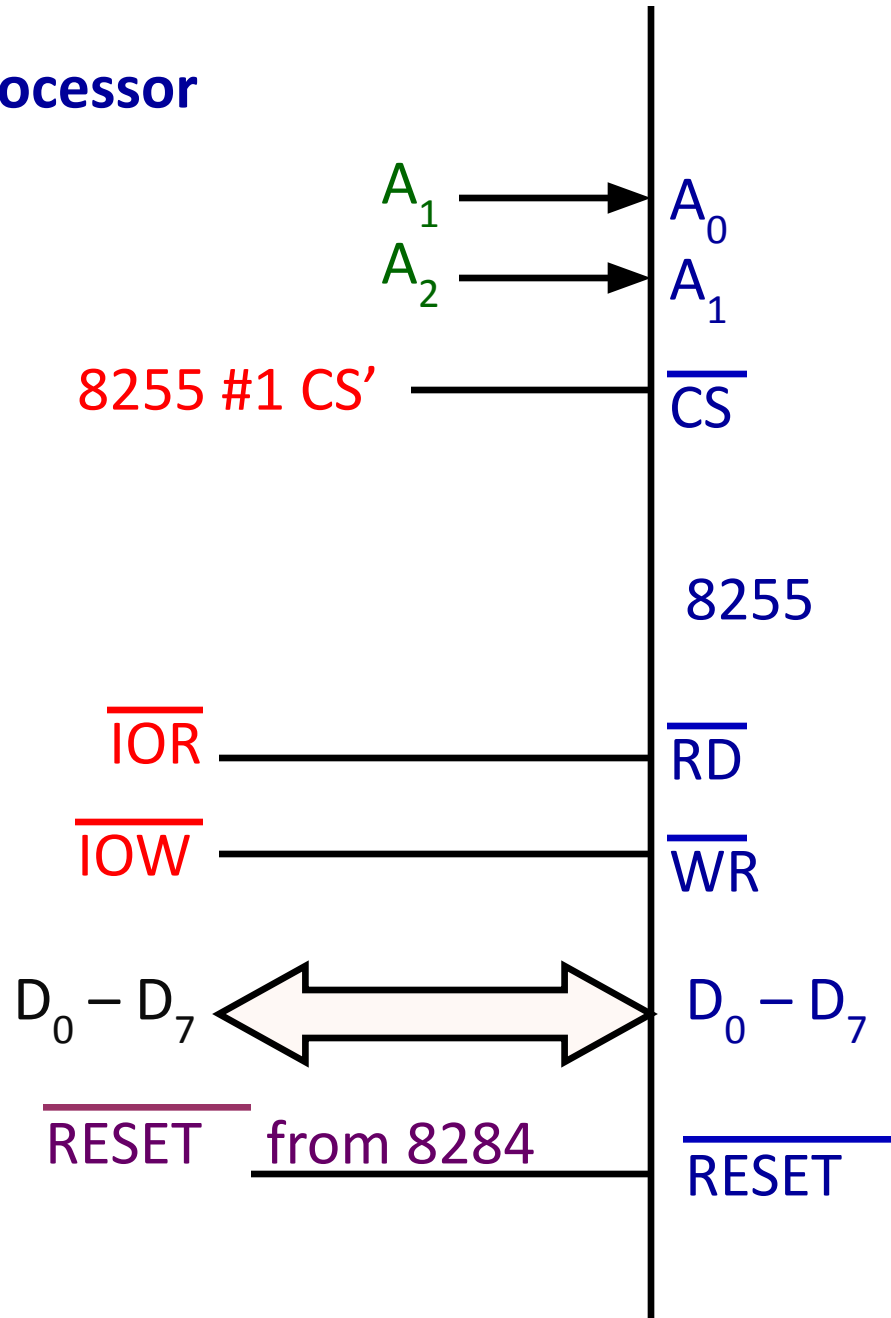 ocessor
A1 A0
A2 A1
8255 #1 CS’ CS
8255
IOR RD
IOW WR
D0 – D7 D0 – D7
RESET from 8284 RESET